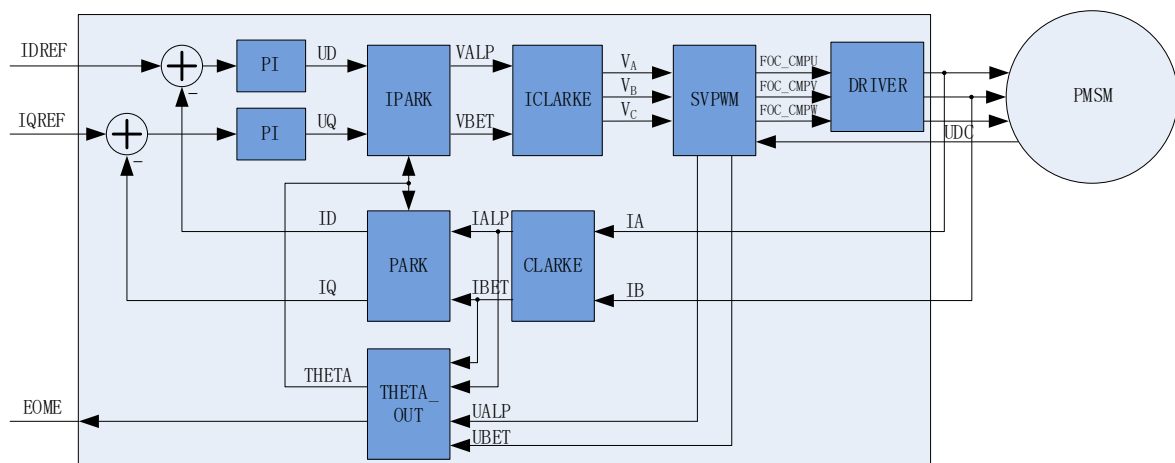 IDREF
PI
UD
IPARK
VALP
ICLARKE
VA
VB
VC
SVPWM
FOC_CMPU
FOC_CMPV
FOC_CMPW
DRIVER
PMSM
IQREF
PI
UQ
VBET
UDC
ID
PARK
IALP
CLARKE
IA
IQ
IBET
IB
THETA
THETA_
OUT
EOME
UALP
UBET
-
-